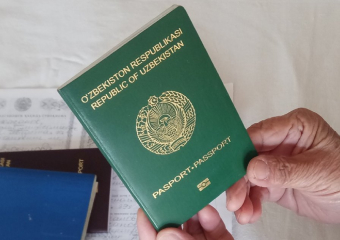 O'ZBEKISTON RESPUBLIKASI
REPUBLIC OF UZBEKISTAN
PASPORT•PASSPORT